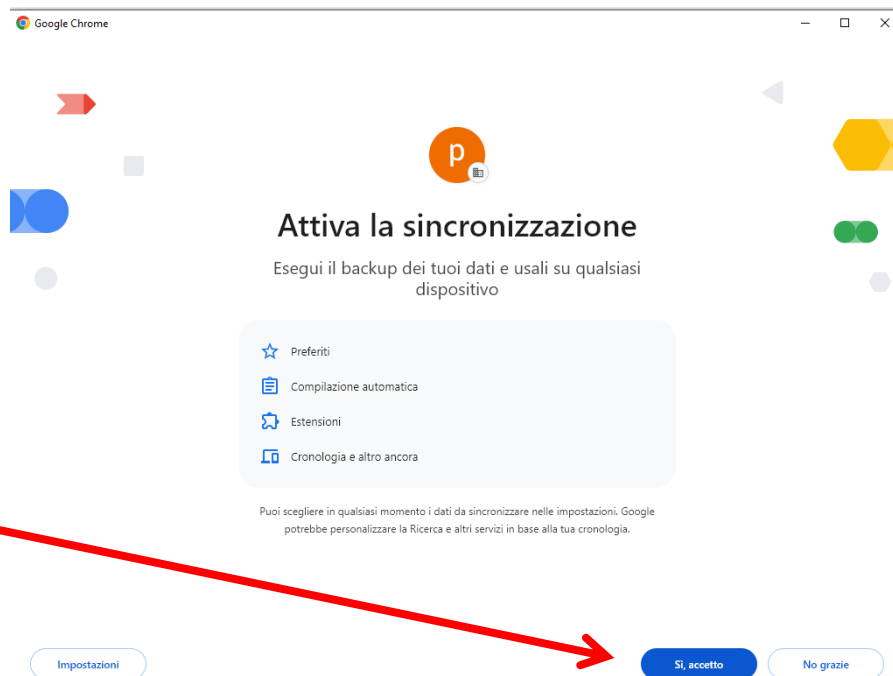 Google Chrome
p
Attiva la sincronizzazione
Esegui il backup dei tuoi dati e usali su qualsiasi
dispositivo
Preferiti
Compilazione automatica
Estensioni
Cronologia e altro ancora
Puoi scegliere in qualsiasi momento i dati da sincronizzare nelle impostazioni. Google
potrebbe personalizzare la Ricerca e altri servizi in base alla tua cronologia.
Impostazioni
Sì, accetto
No grazie